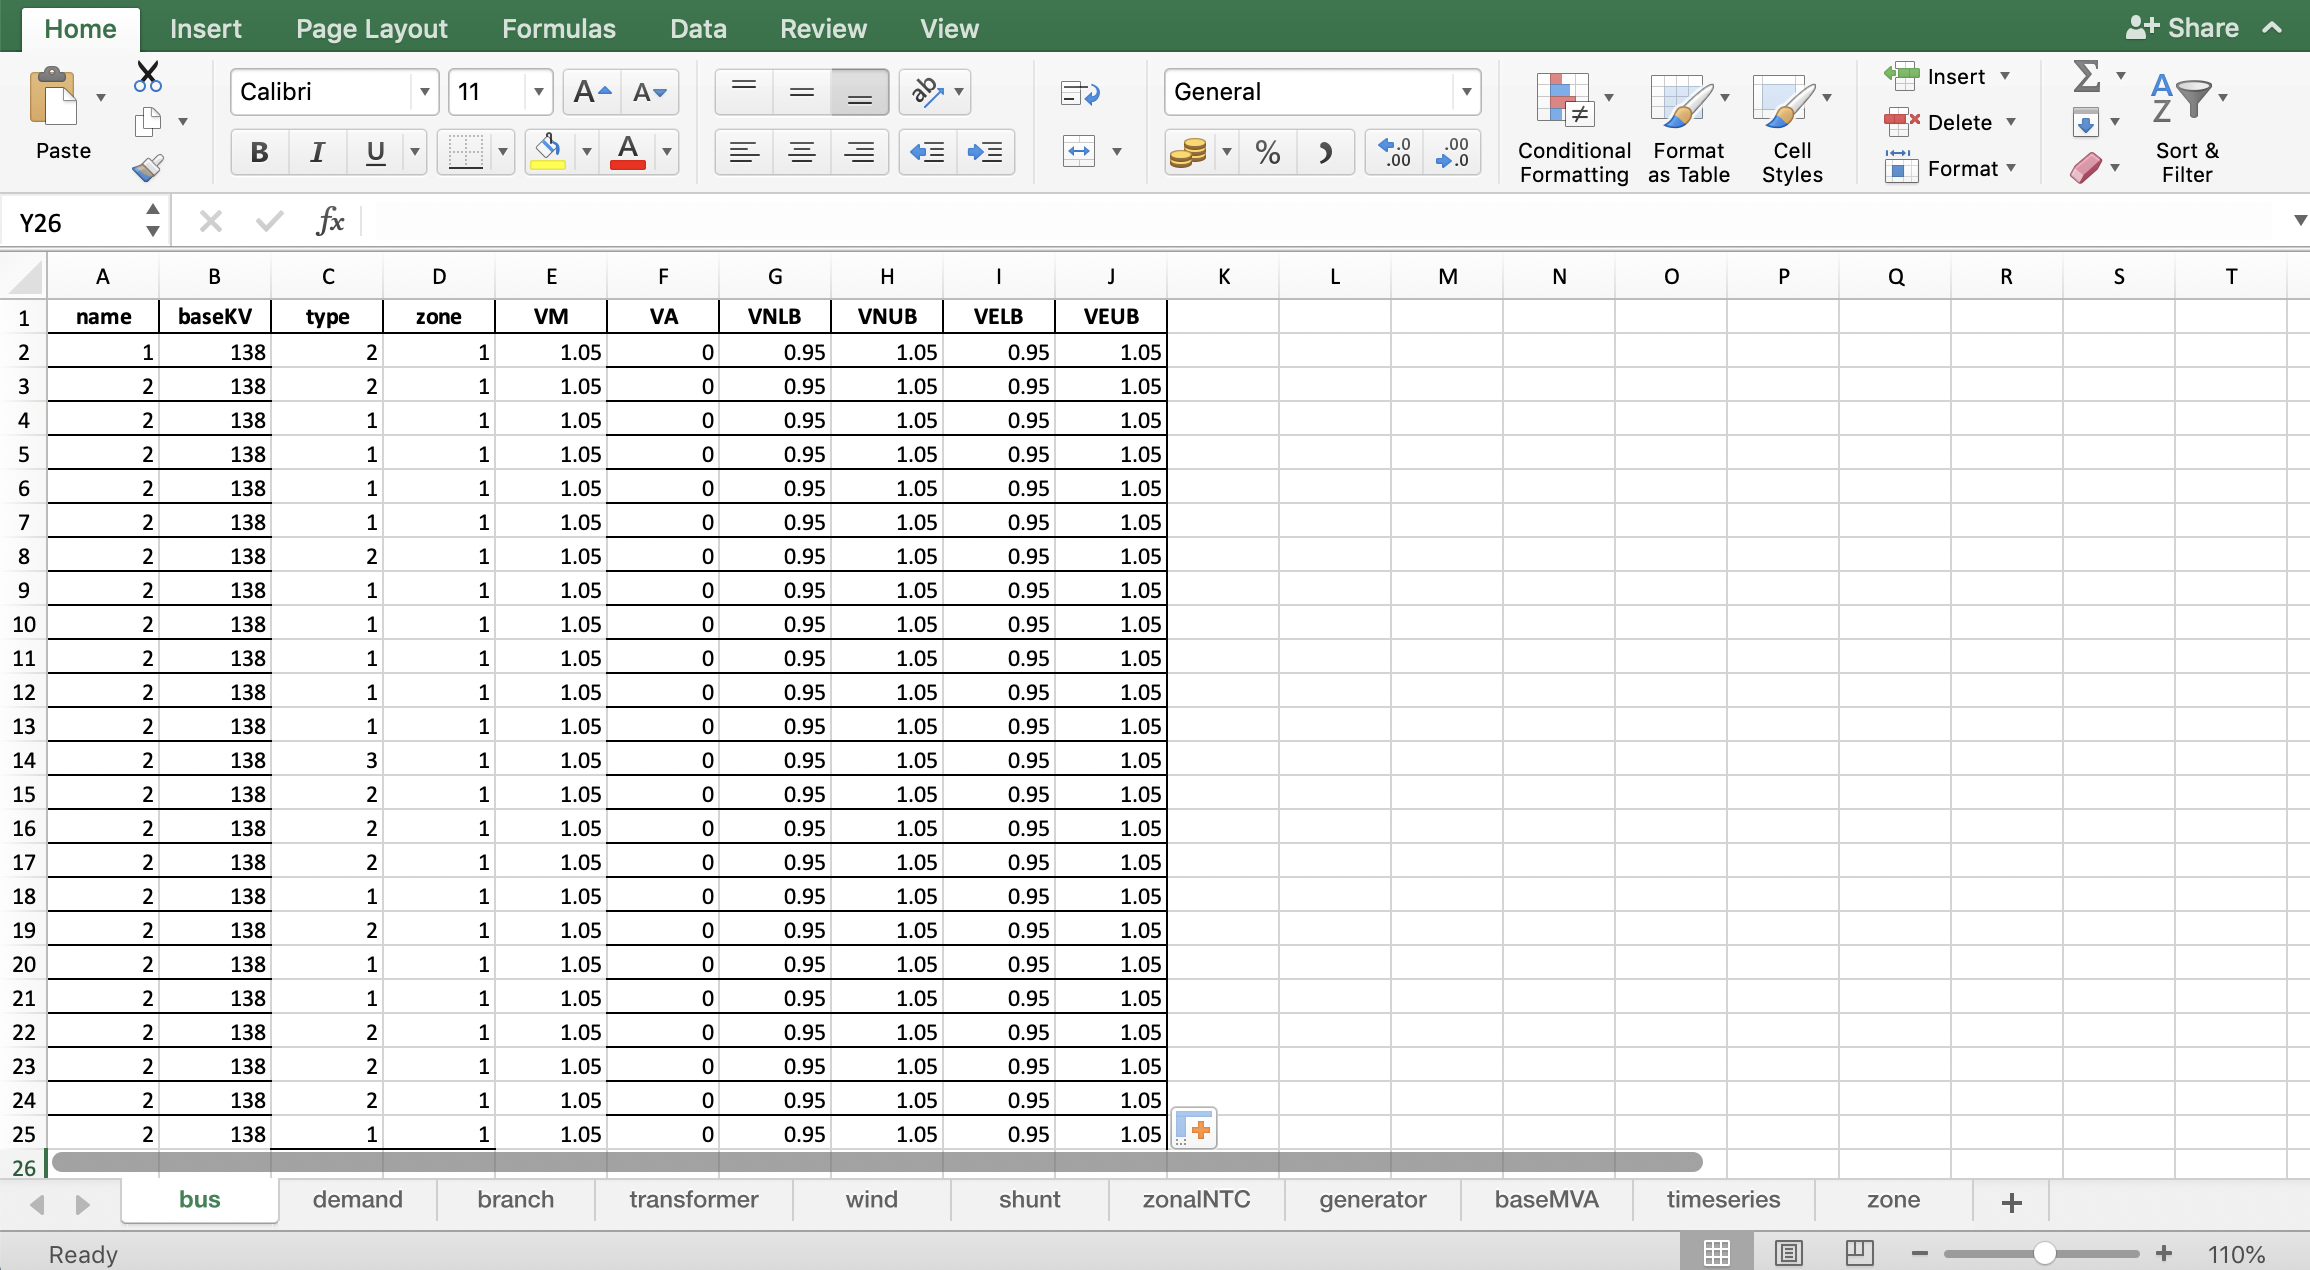 Home Insert Page Layout Formulas Data Review View Share
Calibri 11 A A ab General Insert
Delete
Paste B I U A % .0 .00 .00 .0 Conditional Formatting Format as Table Cell Styles Format Sort & Filter
Y26 fx
A B C D E F G H I J K L M N O P Q R S T
1 name baseKV type zone VM VA VNLB VNUB VELB VEUB
2 1 138 2 1 1.05 0 0.95 1.05 0.95 1.05
3 2 138 2 1 1.05 0 0.95 1.05 0.95 1.05
4 2 138 1 1 1.05 0 0.95 1.05 0.95 1.05
5 2 138 1 1 1.05 0 0.95 1.05 0.95 1.05
6 2 138 1 1 1.05 0 0.95 1.05 0.95 1.05
7 2 138 1 1 1.05 0 0.95 1.05 0.95 1.05
8 2 138 2 1 1.05 0 0.95 1.05 0.95 1.05
9 2 138 1 1 1.05 0 0.95 1.05 0.95 1.05
10 2 138 1 1 1.05 0 0.95 1.05 0.95 1.05
11 2 138 1 1 1.05 0 0.95 1.05 0.95 1.05
12 2 138 1 1 1.05 0 0.95 1.05 0.95 1.05
13 2 138 1 1 1.05 0 0.95 1.05 0.95 1.05
14 2 138 3 1 1.05 0 0.95 1.05 0.95 1.05
15 2 138 2 1 1.05 0 0.95 1.05 0.95 1.05
16 2 138 2 1 1.05 0 0.95 1.05 0.95 1.05
17 2 138 2 1 1.05 0 0.95 1.05 0.95 1.05
18 2 138 1 1 1.05 0 0.95 1.05 0.95 1.05
19 2 138 2 1 1.05 0 0.95 1.05 0.95 1.05
20 2 138 1 1 1.05 0 0.95 1.05 0.95 1.05
21 2 138 1 1 1.05 0 0.95 1.05 0.95 1.05
22 2 138 2 1 1.05 0 0.95 1.05 0.95 1.05
23 2 138 2 1 1.05 0 0.95 1.05 0.95 1.05
24 2 138 2 1 1.05 0 0.95 1.05 0.95 1.05
25 2 138 1 1 1.05 0 0.95 1.05 0.95 1.05
26
bus demand branch transformer wind shunt zonalNTC generator baseMVA timeseries zone +
Ready 110%